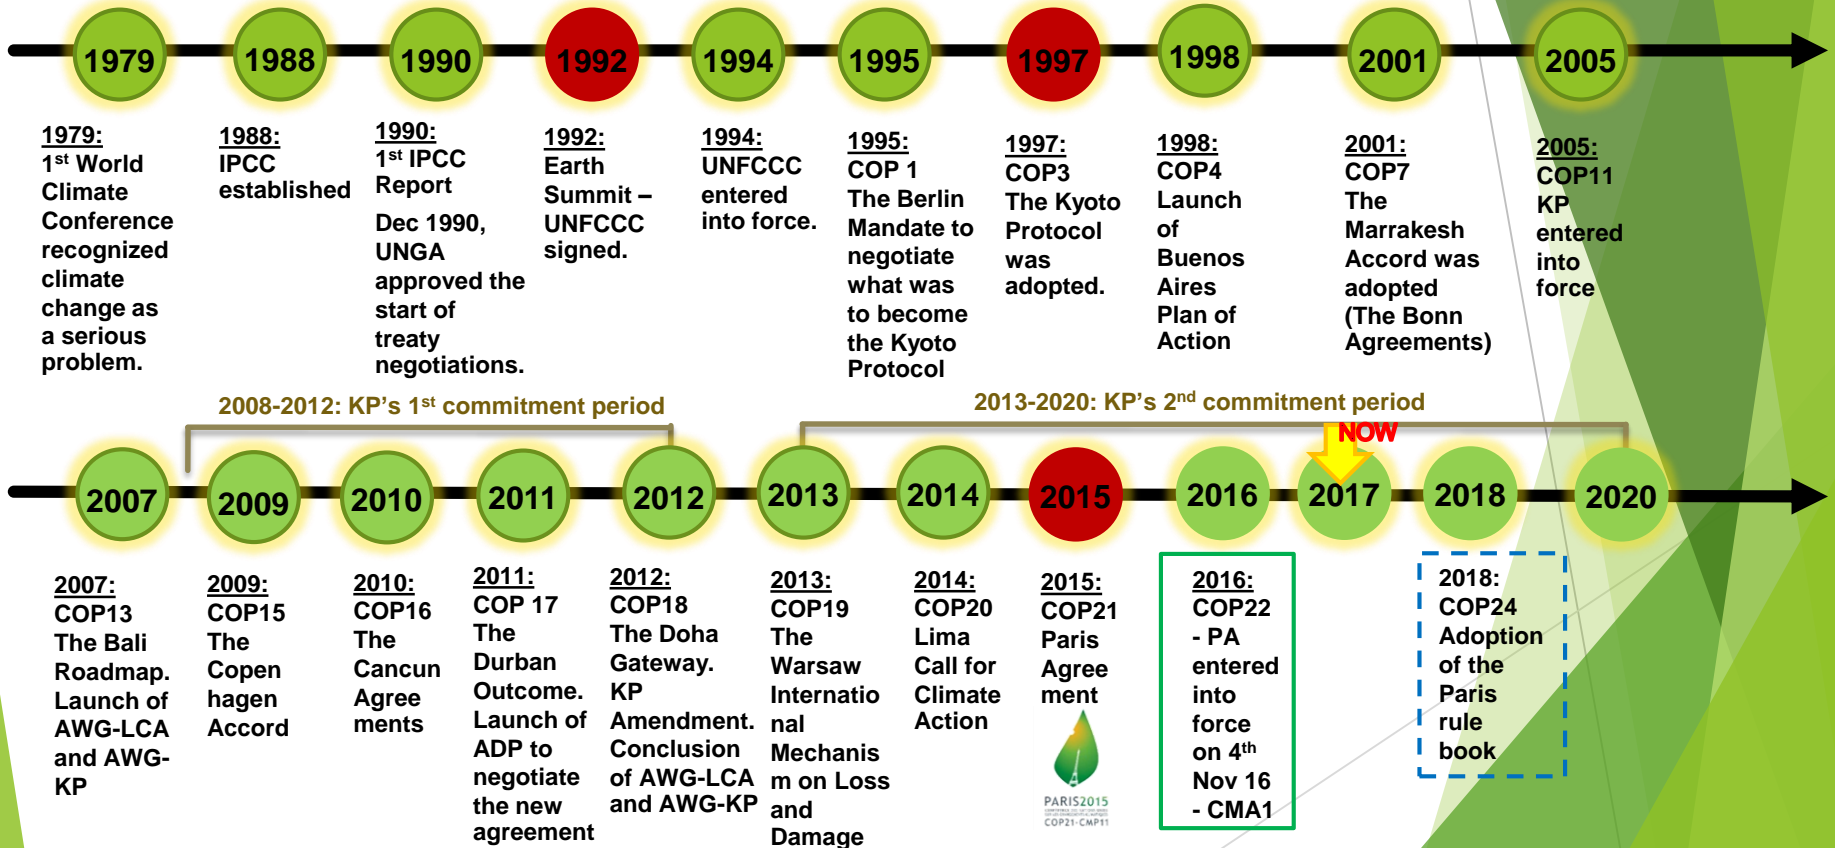 1979
1988
1990
1992
1994
1995
1997
1998
2001
2005
1979:
1st World
Climate
Conference
recognized
climate
change as
a serious
problem.
1988:
IPCC
established
1990:
1st IPCC
Report
Dec 1990,
UNGA
approved the
start of
treaty
negotiations.
1992:
Earth
Summit –
UNFCCC
signed.
1994:
UNFCCC
entered
into force.
1995:
COP 1
The Berlin
Mandate to
negotiate
what was
to become
the Kyoto
Protocol
1997:
COP3
The Kyoto
Protocol
was
adopted.
1998:
COP4
Launch
of
Buenos
Aires
Plan of
Action
2001:
COP7
The
Marrakesh
Accord was
adopted
(The Bonn
Agreements)
2005:
COP11
KP
entered
into
force
2008-2012: KP's 1st commitment period
2013-2020: KP's 2nd commitment period
NOW
2007
2009
2010
2011
2012
2013
2014
2015
2016
2017
2018
2020
2007:
COP13
The Bali
Roadmap.
Launch of
AWG-LCA
and AWG-
KP
2009:
COP15
The
Copen
hagen
Accord
2010:
COP16
The
Cancun
Agree
ments
2011:
COP 17
The
Durban
Outcome.
Launch of
ADP to
negotiate
the new
agreement
2012:
COP18
The Doha
Gateway.
KP
Amendment.
Conclusion
of AWG-LCA
and AWG-KP
2013:
COP19
The
Warsaw
Internatio
nal
Mechanis
m on Loss
and
Damage
2014:
COP20
Lima
Call for
Climate
Action
2015:
COP21
Paris
Agree
ment
PARIS2015
COP21·CMP11
2016:
COP22
- PA
entered
into
force
on 4th
Nov 16
- CMA1
2018:
COP24
Adoption
of the
Paris
rule
book